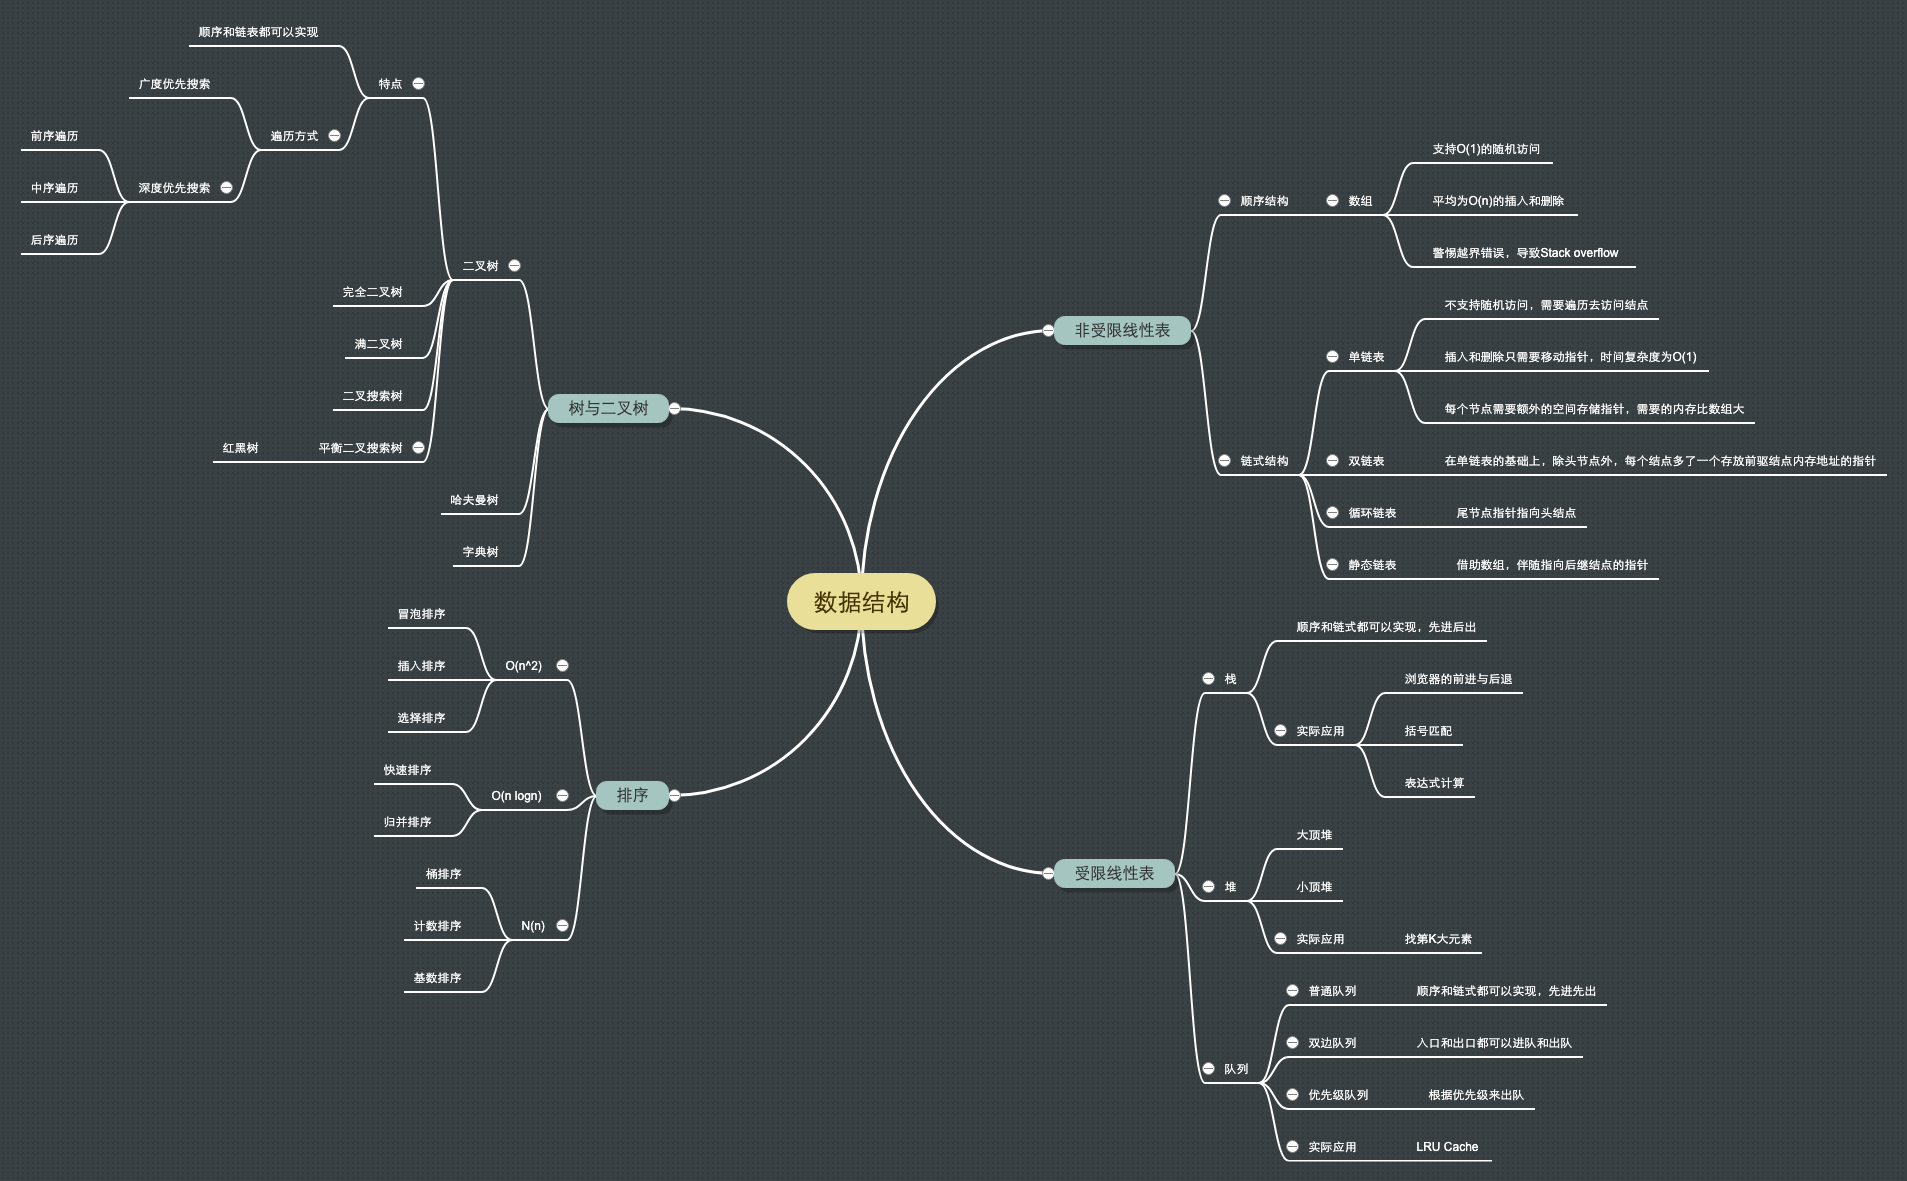 数据结构
非受限线性表
顺序结构
数组
支持O(1)的随机访问
平均为O(n)的插入和删除
警惕越界错误，导致Stack overflow
链式结构
单链表
不支持随机访问，需要遍历去访问结点
插入和删除只需要移动指针，时间复杂度为O(1)
每个节点需要额外的空间存储指针，需要的内存比数组大
双链表
在单链表的基础上，除头节点外，每个结点多了一个存放前驱结点内存地址的指针
循环链表
尾节点指针指向头结点
静态链表
借助数组，伴随指向后继结点的指针
受限线性表
栈
顺序和链式都可以实现，先进后出
实际应用
浏览器的前进与后退
括号匹配
表达式计算
堆
大顶堆
小顶堆
实际应用
找第K大元素
队列
普通队列
顺序和链式都可以实现，先进先出
双边队列
入口和出口都可以进队和出队
优先级队列
根据优先级来出队
实际应用
LRU Cache
树与二叉树
二叉树
特点
顺序和链表都可以实现
遍历方式
广度优先搜索
深度优先搜索
前序遍历
中序遍历
后序遍历
完全二叉树
满二叉树
二叉搜索树
平衡二叉搜索树
红黑树
哈夫曼树
字典树
排序
O(n^2)
冒泡排序
插入排序
选择排序
O(n logn)
快速排序
归并排序
N(n)
桶排序
计数排序
基数排序